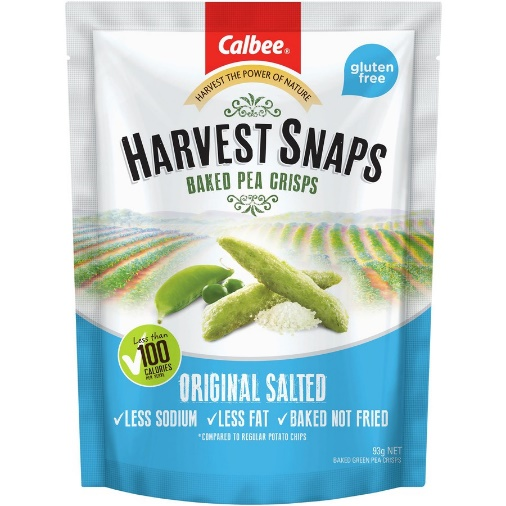 Calbee®
HARVEST THE POWER OF NATURE
gluten
free
HARVEST SNAPS
BAKED PEA CRISPS
Less than
100
CALORIES
ORIGINAL SALTED
✓LESS SODIUM ✓LESS FAT ✓BAKED NOT FRIED
*COMPARED TO REGULAR POTATO CHIPS
93g NET
BAKED GREEN PEA CRISPS